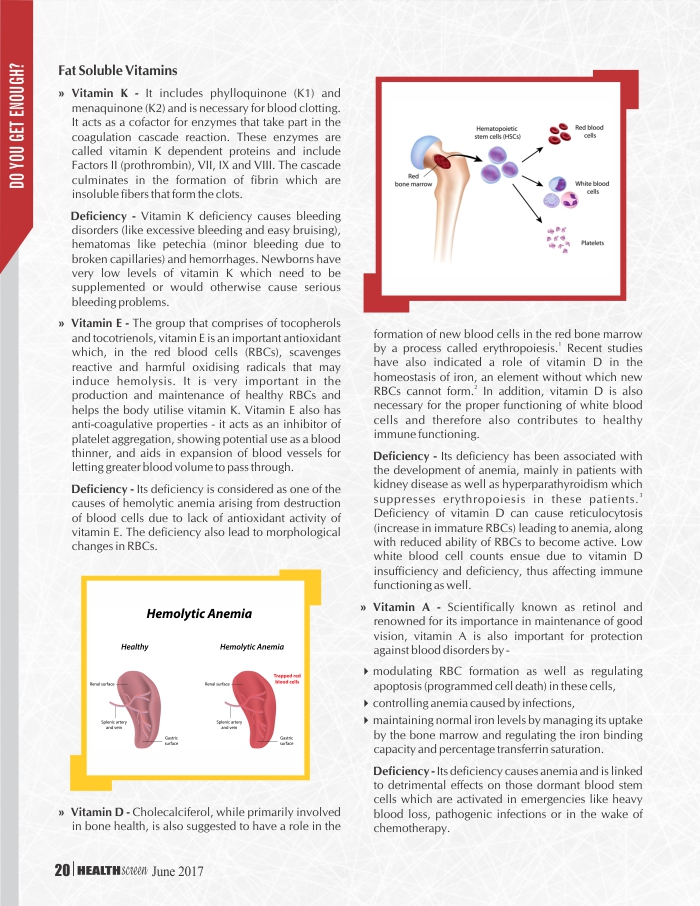 DO YOU GET ENOUGH?
Fat Soluble Vitamins
» Vitamin K - It includes phylloquinone (K1) and
menaquinone (K2) and is necessary for blood clotting.
It acts as a cofactor for enzymes that take part in the
coagulation cascade reaction. These enzymes are
called vitamin K dependent proteins and include
Factors II (prothrombin), VII, IX and VIII. The cascade
culminates in the formation of fibrin which are
insoluble fibers that form the clots.
Deficiency - Vitamin K deficiency causes bleeding
disorders (like excessive bleeding and easy bruising),
hematomas like petechia (minor bleeding due to
broken capillaries) and hemorrhages. Newborns have
very low levels of vitamin K which need to be
supplemented or would otherwise cause serious
bleeding problems.
» Vitamin E - The group that comprises of tocopherols
and tocotrienols, vitamin E is an important antioxidant
which, in the red blood cells (RBCs), scavenges
reactive and harmful oxidising radicals that may
induce hemolysis. It is very important in the
production and maintenance of healthy RBCs and
helps the body utilise vitamin K. Vitamin E also has
anti-coagulative properties - it acts as an inhibitor of
platelet aggregation, showing potential use as a blood
thinner, and aids in expansion of blood vessels for
letting greater blood volume to pass through.
Deficiency - Its deficiency is considered as one of the
causes of hemolytic anemia arising from destruction
of blood cells due to lack of antioxidant activity of
vitamin E. The deficiency also lead to morphological
changes in RBCs.
Hemolytic Anemia
Healthy
Renal surface
Splenic artery
and vein
Gastric
surface
Hemolytic Anemia
Renal surface
Trapped red
blood cells
Splenic artery
and vein
Gastric
surface
» Vitamin D - Cholecalciferol, while primarily involved
in bone health, is also suggested to have a role in the
Red
bone marrow
Hematopoietic
stem cells (HSCs)
Red blood
cells
White blood
cells
Platelets
formation of new blood cells in the red bone marrow
by a process called erythropoiesis.¹ Recent studies
have also indicated a role of vitamin D in the
homeostasis of iron, an element without which new
RBCs cannot form.² In addition, vitamin D is also
necessary for the proper functioning of white blood
cells and therefore also contributes to healthy
immune functioning.
Deficiency - Its deficiency has been associated with
the development of anemia, mainly in patients with
kidney disease as well as hyperparathyroidism which
suppresses erythropoiesis in these patients.³
Deficiency of vitamin D can cause reticulocytosis
(increase in immature RBCs) leading to anemia, along
with reduced ability of RBCs to become active. Low
white blood cell counts ensue due to vitamin D
insufficiency and deficiency, thus affecting immune
functioning as well.
» Vitamin A - Scientifically known as retinol and
renowned for its importance in maintenance of good
vision, vitamin A is also important for protection
against blood disorders by -
modulating RBC formation as well as regulating
apoptosis (programmed cell death) in these cells,
controlling anemia caused by infections,
maintaining normal iron levels by managing its uptake
by the bone marrow and regulating the iron binding
capacity and percentage transferrin saturation.
Deficiency - Its deficiency causes anemia and is linked
to detrimental effects on those dormant blood stem
cells which are activated in emergencies like heavy
blood loss, pathogenic infections or in the wake of
chemotherapy.
20 HEALTHscreen June 2017